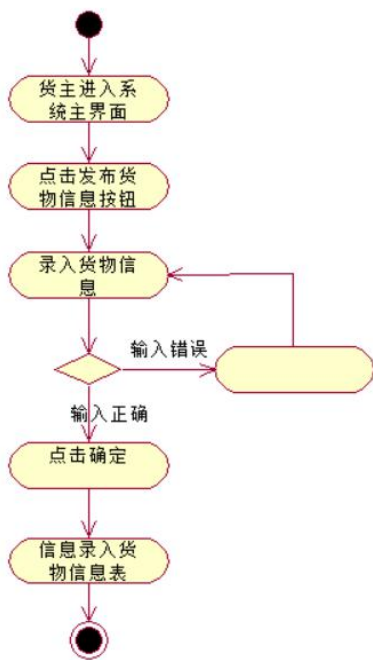 货主进入系
统主界面
点击发布货
物信息按钮
录入货物信
息
输入错误
输入正确
点击确定
信息录入货
物信息表